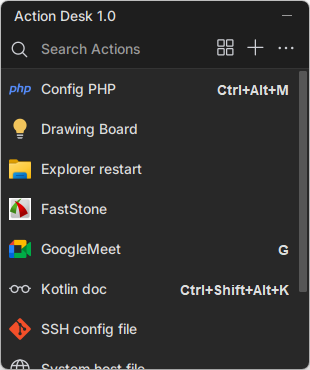 Action Desk 1.0
Search Actions
php Config PHP Ctrl+Alt+M
Drawing Board
Explorer restart
FastStone
GoogleMeet G
Kotlin doc Ctrl+Shift+Alt+K
SSH config file
System host file